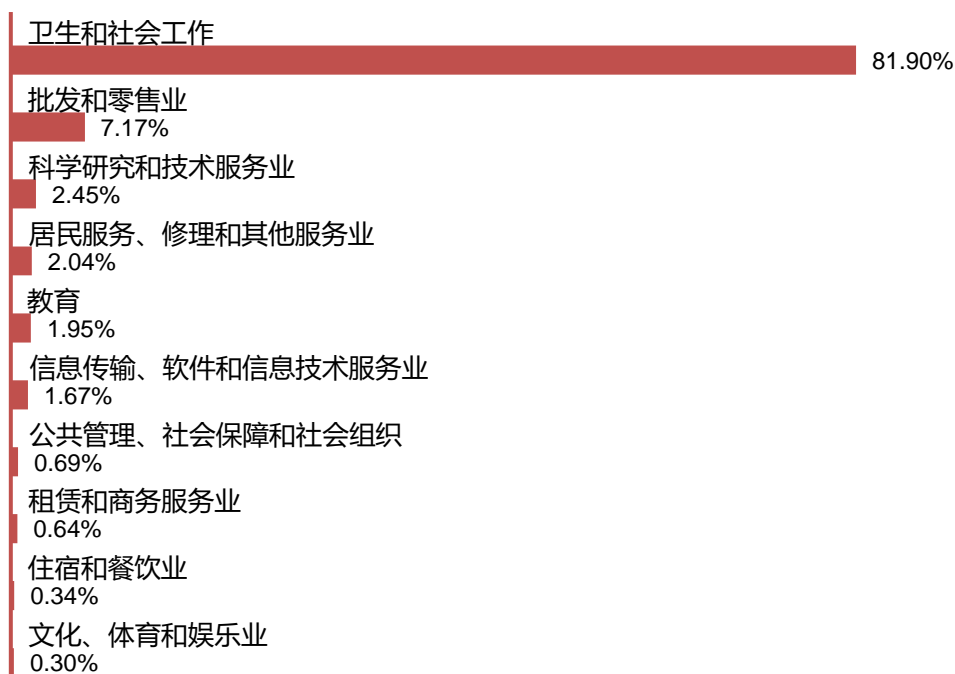 卫生和社会工作
81.90%
批发和零售业
7.17%
科学研究和技术服务业
2.45%
居民服务、修理和其他服务业
2.04%
教育
1.95%
信息传输、软件和信息技术服务业
1.67%
公共管理、社会保障和社会组织
0.69%
租赁和商务服务业
0.64%
住宿和餐饮业
0.34%
文化、体育和娱乐业
0.30%